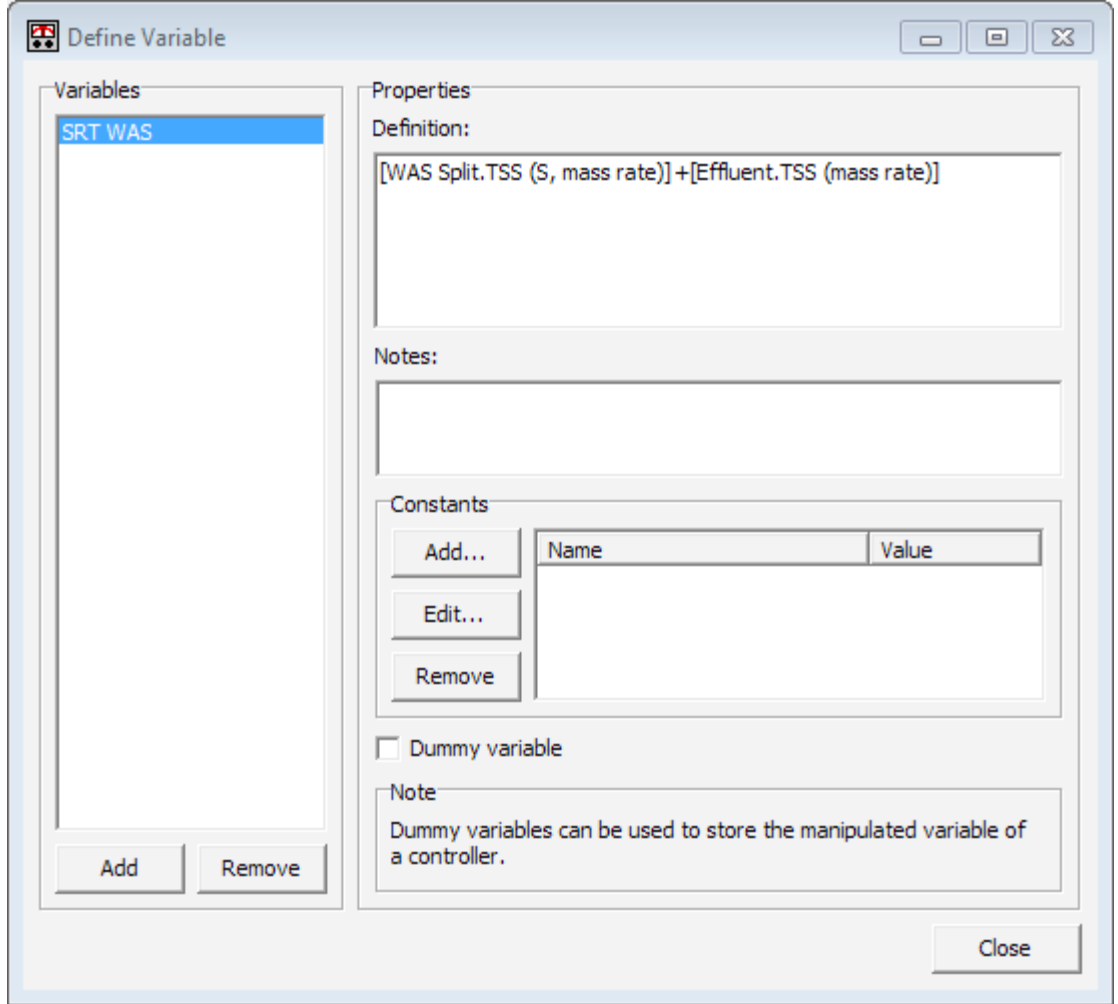 Define Variable
Variables
SRT WAS
Add
Remove
Properties
Definition:
[WAS Split.TSS (S, mass rate)]+[Effluent.TSS (mass rate)]
Notes:
Constants
Add...
Edit...
Remove
Name
Value
Dummy variable
Note
Dummy variables can be used to store the manipulated variable of
a controller.
Close